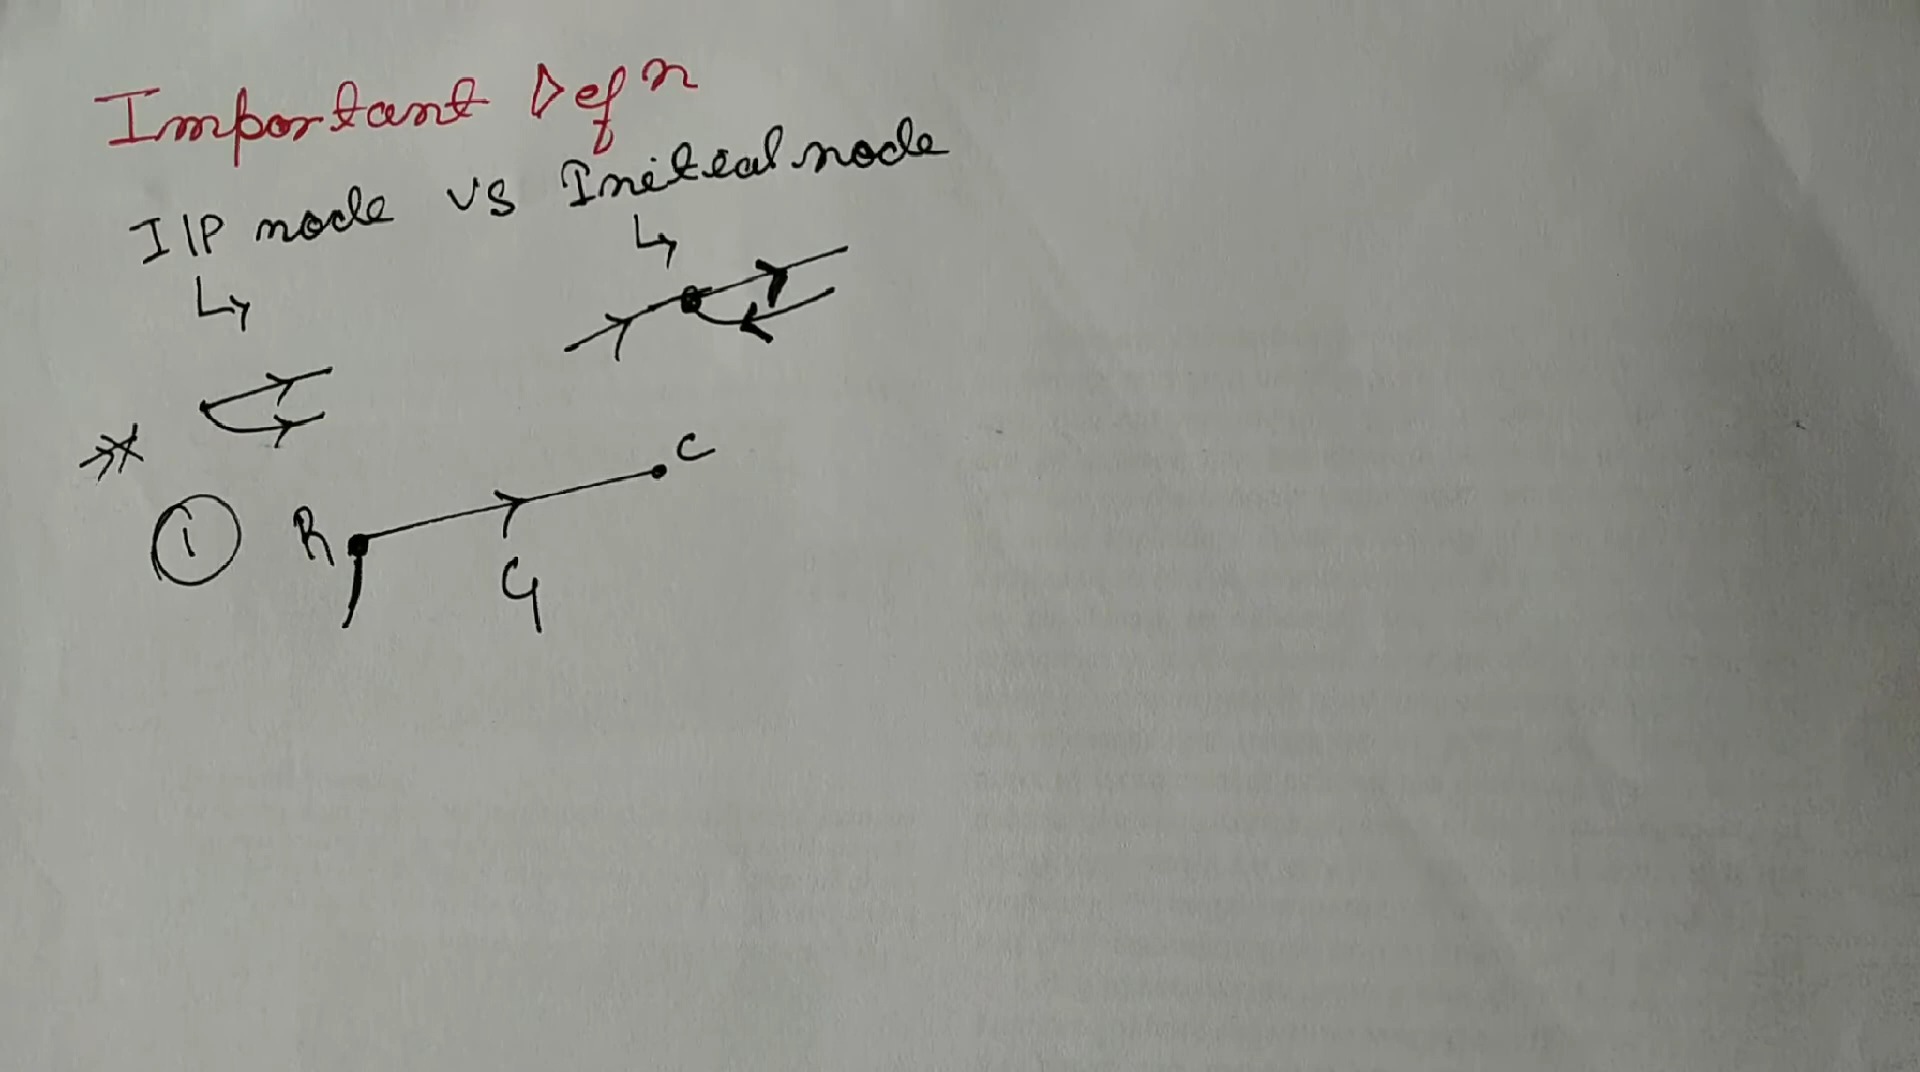 Important Defn
I/P node vs Initial node
① R C
G